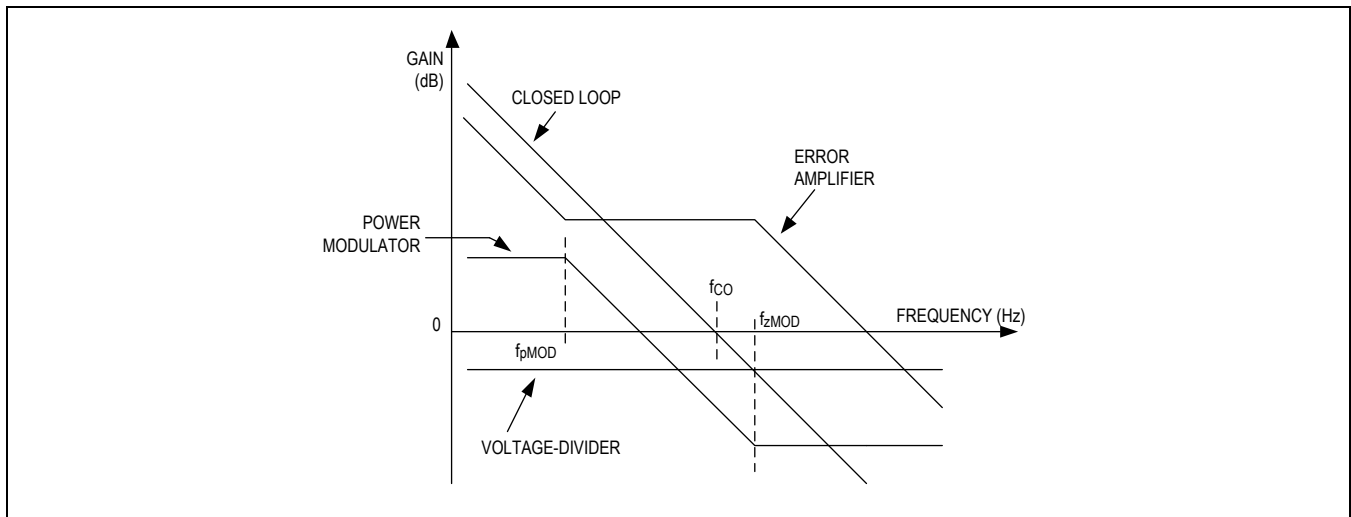 GAIN
(dB)
CLOSED LOOP
ERROR
AMPLIFIER
POWER
MODULATOR
fCO
fzMOD
FREQUENCY (Hz)
0
fpMOD
VOLTAGE-DIVIDER